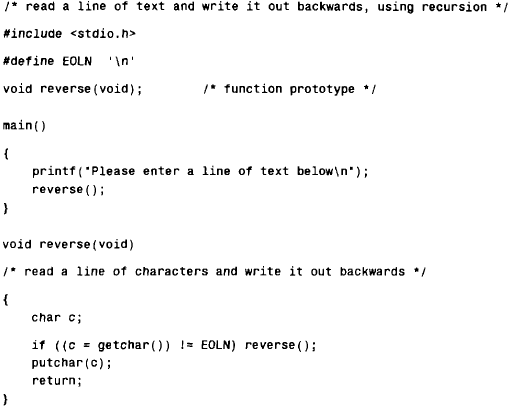 /* read a line of text and write it out backwards, using recursion */
#include <stdio.h>
#define EOLN '\n'
void reverse(void); /* function prototype */
main()
{
printf("Please enter a line of text below\n");
reverse();
}
void reverse(void)
/* read a line of characters and write it out backwards */
{
char c;
if ((c = getchar()) != EOLN) reverse();
putchar(c);
return;
}